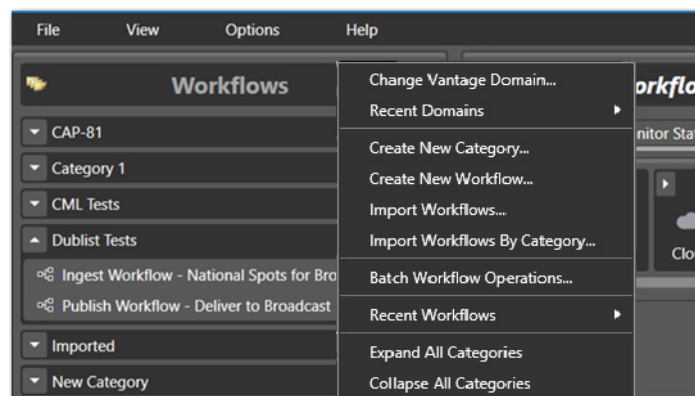 File View Options Help
Workflows
CAP-81
Category 1
CML Tests
Dublist Tests
Ingest Workflow - National Spots for Bro
Publish Workflow - Deliver to Broadcast
Imported
New Category
Change Vantage Domain...
Recent Domains
Create New Category...
Create New Workflow...
Import Workflows...
Import Workflows By Category...
Batch Workflow Operations...
Recent Workflows
Expand All Categories
Collapse All Categories
orkflo
nitor Sta
Clo